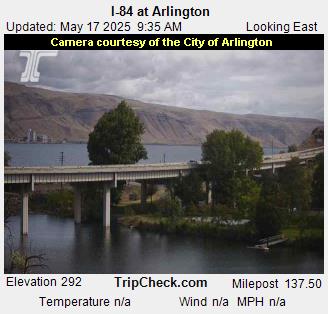 I-84 at Arlington
Updated: May 17 2025 9:35 AM Looking East
Camera courtesy of the City of Arlington
Elevation 292 TripCheck.com Milepost 137.50
Temperature n/a Wind n/a MPH n/a